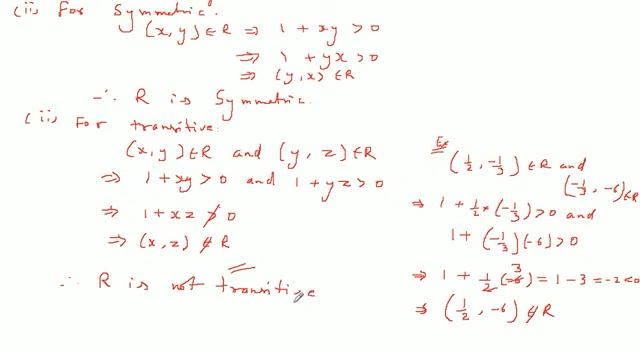 (ii) For Symmetric:
(x, y) ∈ R ⇒ 1 + xy > 0
⇒ 1 + yx > 0
⇒ (y, x) ∈ R
∴ R is Symmetric.
(ii) For transitive:
(x, y) ∈ R and (y, z) ∈ R
⇒ 1 + xy > 0 and 1 + yz > 0
⇒ 1 + xz ≯ 0
⇒ (x, z) ∉ R
∴ R is not transitive
Ex
(1/2, -1/3) ∈ R and
(-1/3, -6) ∈ R
⇒ 1 + 1/2 * (-1/3) > 0 and
1 + (-1/3)(-6) > 0
⇒ 1 + 1/2 (-6) 3 = 1 - 3 = -2 < 0
⇒ (1/2, -6) ∉ R